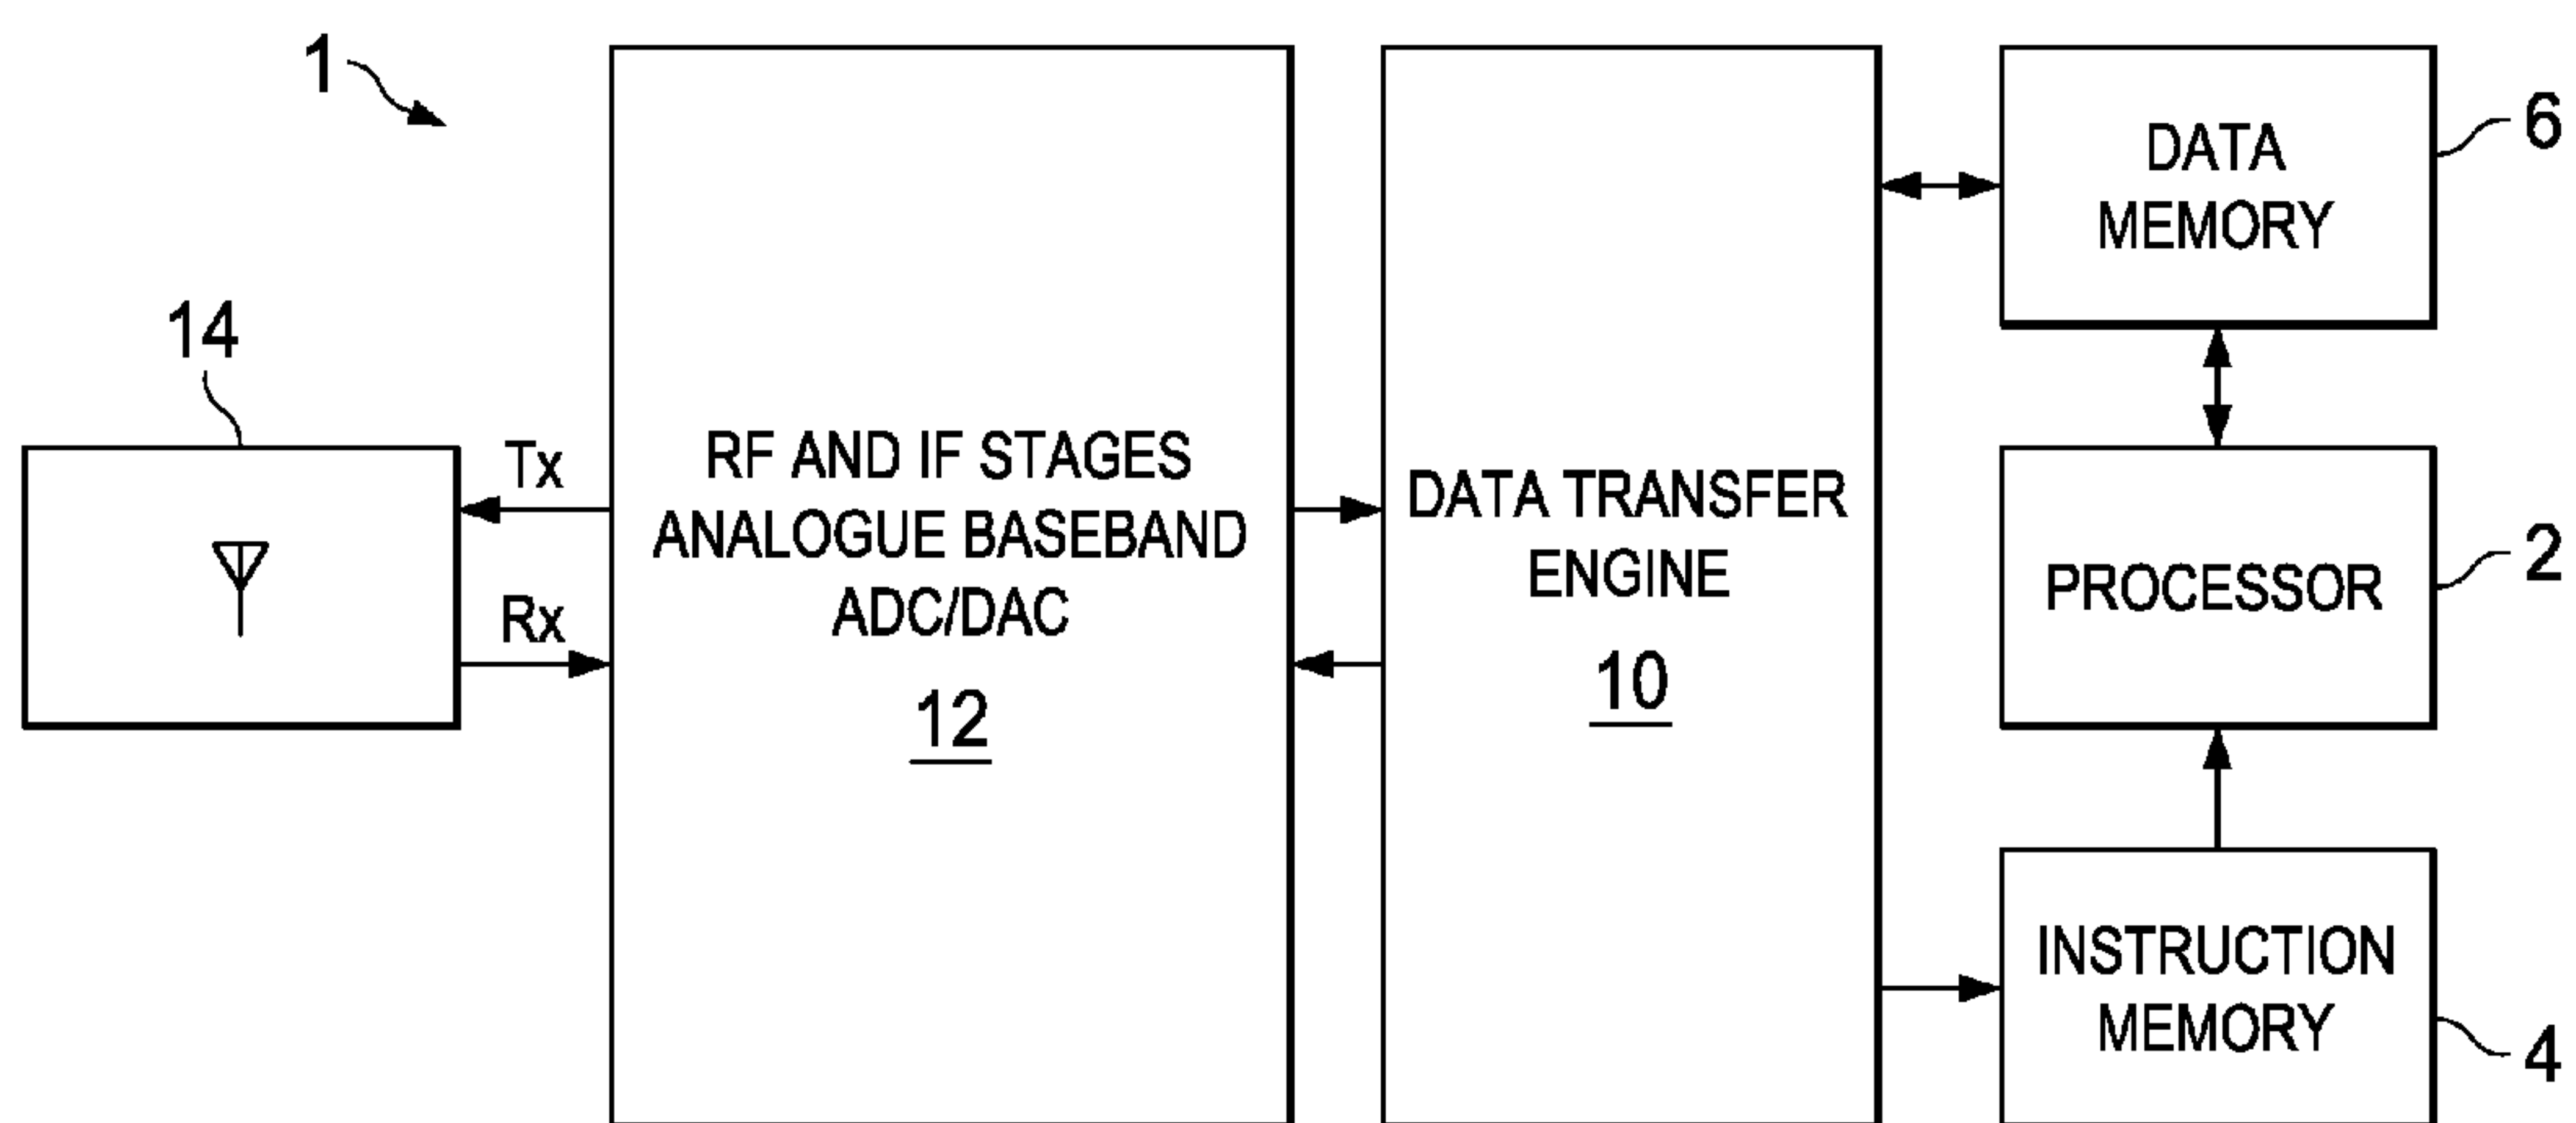 1
14
Tx
Rx
RF AND IF STAGES
ANALOGUE BASEBAND
ADC/DAC
12
DATA TRANSFER
ENGINE
10
DATA
MEMORY
6
PROCESSOR
2
INSTRUCTION
MEMORY
4